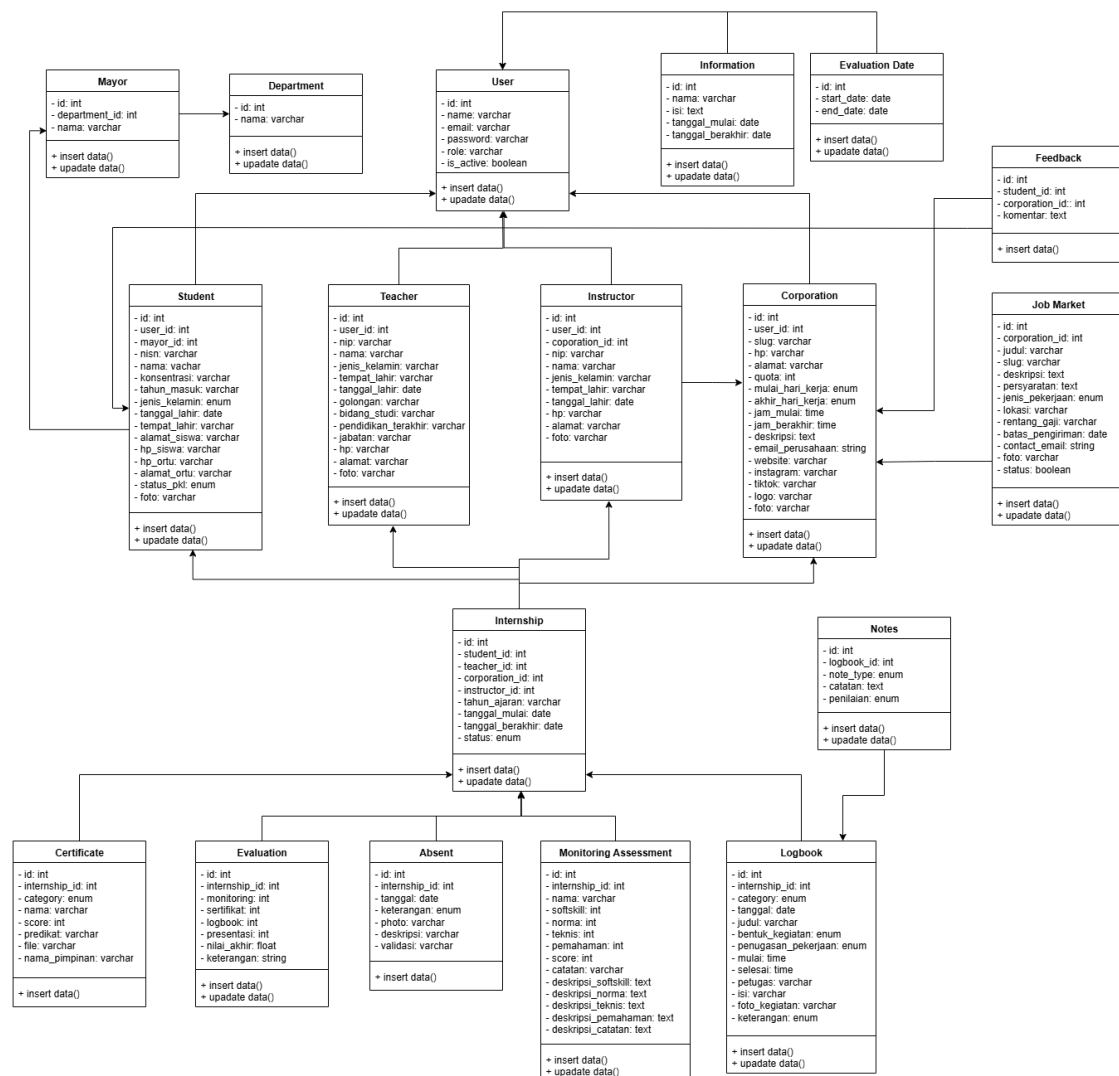 Mayor
- id: int
- department_id: int
- nama: varchar
+ insert data()
+ upadate data()
Department
- id: int
- nama: varchar
+ insert data()
+ upadate data()
User
- id: int
- name: varchar
- email: varchar
- password: varchar
- role: varchar
- is_active: boolean
+ insert data()
+ upadate data()
Information
- id: int
- nama: varchar
- isi: text
- tanggal_mulai: date
- tanggal_berakhir: date
+ insert data()
+ upadate data()
Evaluation Date
- id: int
- start_date: date
- end_date: date
+ insert data()
+ upadate data()
Feedback
- id: int
- student_id: int
- corporation_id:: int
- komentar: text
+ insert data()
Student
- id: int
- user_id: int
- mayor_id: int
- nisn: varchar
- nama: vachar
- konsentrasi: varchar
- tahun_masuk: varchar
- jenis_kelamin: enum
- tanggal_lahir: date
- tempat_lahir: varchar
- alamat_siswa: varchar
- hp_siswa: varchar
- hp_ortu: varchar
- alamat_ortu: varchar
- status_pkl: enum
- foto: varchar
+ insert data()
+ upadate data()
Teacher
- id: int
- user_id: int
- nip: varchar
- nama: varchar
- jenis_kelamin: varchar
- tempat_lahir: varchar
- tanggal_lahir: date
- golongan: varchar
- bidang_studi: varchar
- pendidikan_terakhir: varchar
- jabatan: varchar
- hp: varchar
- alamat: varchar
- foto: varchar
+ insert data()
+ upadate data()
Instructor
- id: int
- user_id: int
- coporation_id: int
- nip: varchar
- nama: varchar
- jenis_kelamin: varchar
- tempat_lahir: varchar
- tanggal_lahir: date
- hp: varchar
- alamat: varchar
- foto: varchar
+ insert data()
+ upadate data()
Corporation
- id: int
- user_id: int
- slug: varchar
- hp: varchar
- alamat: varchar
- quota: int
- mulai_hari_kerja: enum
- akhir_hari_kerja: enum
- jam_mulai: time
- jam_berakhir: time
- deskripsi: text
- email_perusahaan: string
- website: varchar
- instagram: varchar
- tiktok: varchar
- logo: varchar
- foto: varchar
+ insert data()
+ upadate data()
Job Market
- id: int
- corporation_id: int
- judul: varchar
- slug: varchar
- deskripsi: text
- persyaratan: text
- jenis_pekerjaan: enum
- lokasi: varchar
- rentang_gaji: varchar
- batas_pengiriman: date
- contact_email: string
- foto: varchar
- status: boolean
+ insert data()
+ upadate data()
Internship
- id: int
- student_id: int
- teacher_id: int
- corporation_id: int
- instructor_id: int
- tahun_ajaran: varchar
- tanggal_mulai: date
- tanggal_berakhir: date
- status: enum
+ insert data()
+ upadate data()
Notes
- id: int
- logbook_id: int
- note_type: enum
- catatan: text
- penilaian: enum
+ insert data()
+ upadate data()
Certificate
- id: int
- internship_id: int
- category: enum
- nama: varchar
- score: int
- predikat: varchar
- file: varchar
- nama_pimpinan: varchar
+ insert data()
Evaluation
- id: int
- internship_id: int
- monitoring: int
- sertifikat: int
- logbook: int
- presentasi: int
- nilai_akhir: float
- keterangan: string
+ insert data()
+ upadate data()
Absent
- id: int
- internship_id: int
- tanggal: date
- keterangan: enum
- photo: varchar
- deskripsi: varchar
- validasi: varchar
+ insert data()
Monitoring Assessment
- id: int
- internship_id: int
- nama: varchar
- softskill: int
- norma: int
- teknis: int
- pemahaman: int
- score: int
- catatan: varchar
- deskripsi_softskill: text
- deskripsi_norma: text
- deskripsi_teknis: text
- deskripsi_pemahaman: text
- deskripsi_catatan: text
+ insert data()
+ upadate data()
Logbook
- id: int
- internship_id: int
- category: enum
- tanggal: date
- judul: varchar
- bentuk_kegiatan: enum
- penugasan_pekerjaan: enum
- mulai: time
- selesai: time
- petugas: varchar
- isi: varchar
- foto_kegiatan: varchar
- keterangan: enum
+ insert data()
+ upadate data()